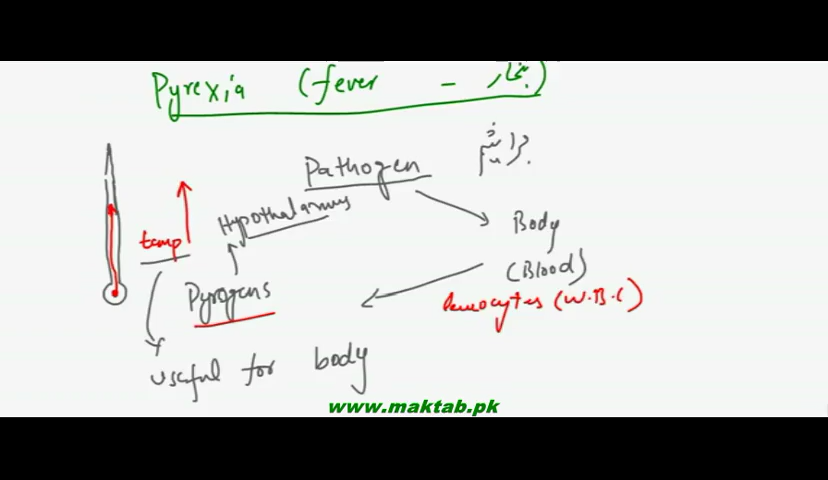 Pyrexia (fever - بخار)
Pathogen جراثیم
Hypothalamus
Body
temp
(Blood)
Pyrogens
leucocytes (W.B.C)
useful for body
www.maktab.pk